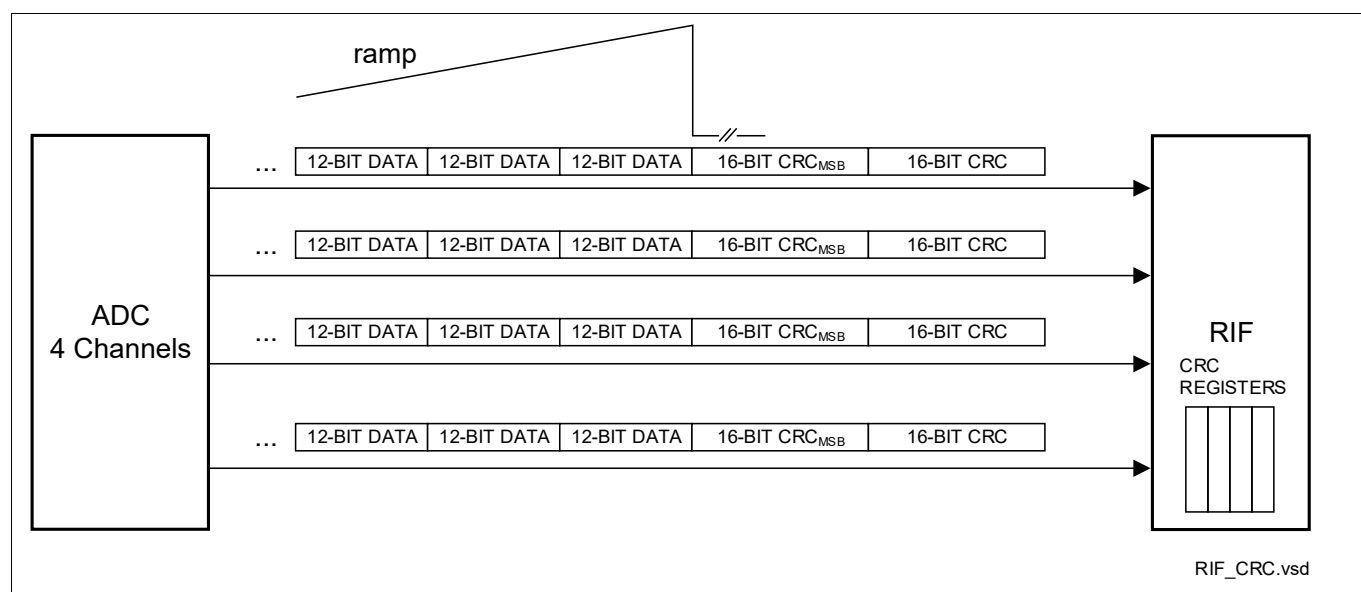 ramp
... 12-BIT DATA 12-BIT DATA 12-BIT DATA 16-BIT CRCMSB 16-BIT CRC
... 12-BIT DATA 12-BIT DATA 12-BIT DATA 16-BIT CRCMSB 16-BIT CRC
ADC
4 Channels
... 12-BIT DATA 12-BIT DATA 12-BIT DATA 16-BIT CRCMSB 16-BIT CRC
... 12-BIT DATA 12-BIT DATA 12-BIT DATA 16-BIT CRCMSB 16-BIT CRC
RIF
CRC
REGISTERS
RIF_CRC.vsd